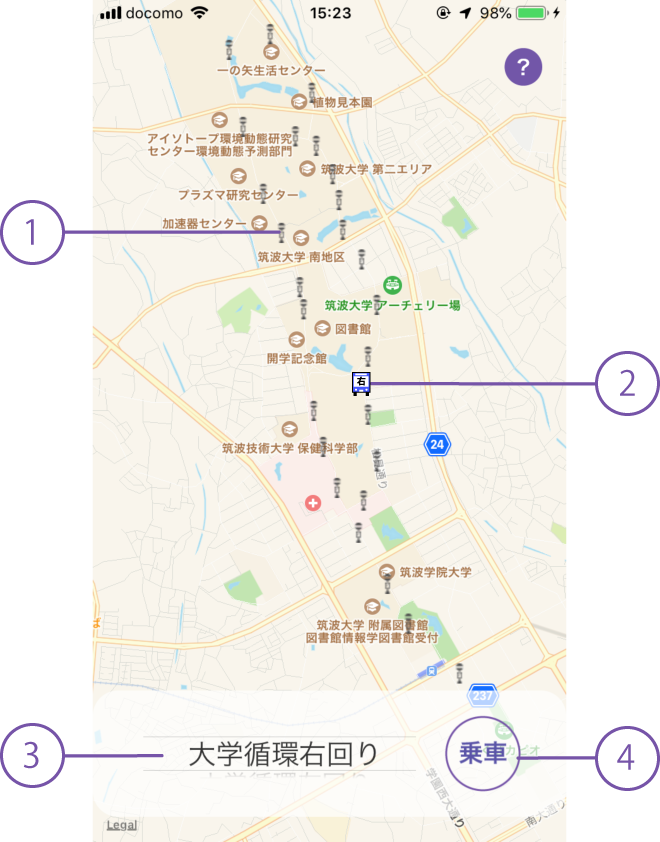 docomo 15:23 98%
?
一の矢生活センター
植物見本園
アイソトープ環境動態研究
センター環境動態予測部門
筑波大学 第二エリア
プラズマ研究センター
加速器センター
1
筑波大学 南地区
筑波大学 アーチェリー場
図書館
開学記念館
右
2
24
筑波技術大学 保健科学部
筑波学院大学
筑波大学 附属図書館
図書館情報学図書館受付
ば
237
カピオ
3
大学循環右回り
乗車
4
学園西大通り
南大通り
Legal